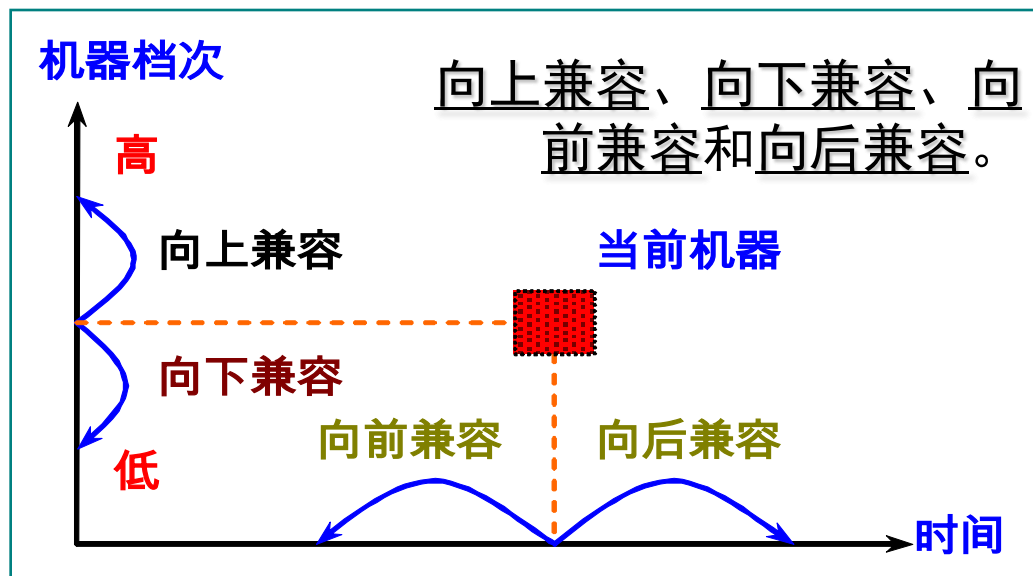 机器档次
向上兼容、向下兼容、向
前兼容和向后兼容。
高
向上兼容
当前机器
向下兼容
向前兼容
向后兼容
低
时间